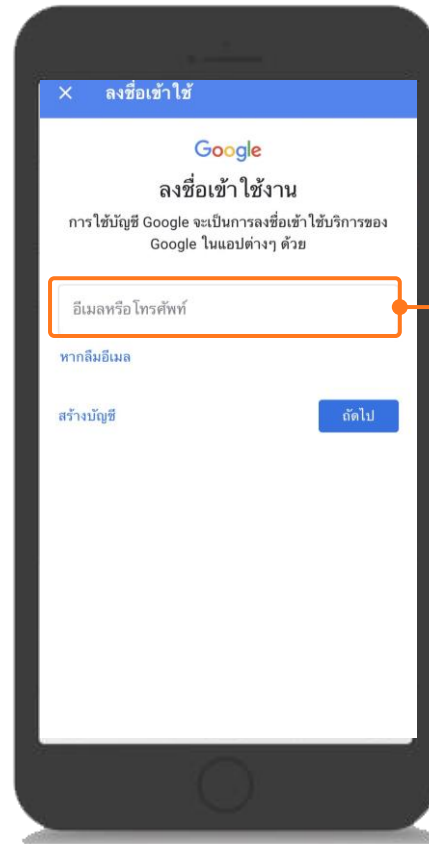 × ลงชื่อเข้าใช้
Google
ลงชื่อเข้าใช้งาน
การใช้บัญชี Google จะเป็นการลงชื่อเข้าใช้บริการของ
Google ในแอปต่างๆ ด้วย
อีเมลหรือโทรศัพท์
หากลืมอีเมล
สร้างบัญชี
ถัดไป